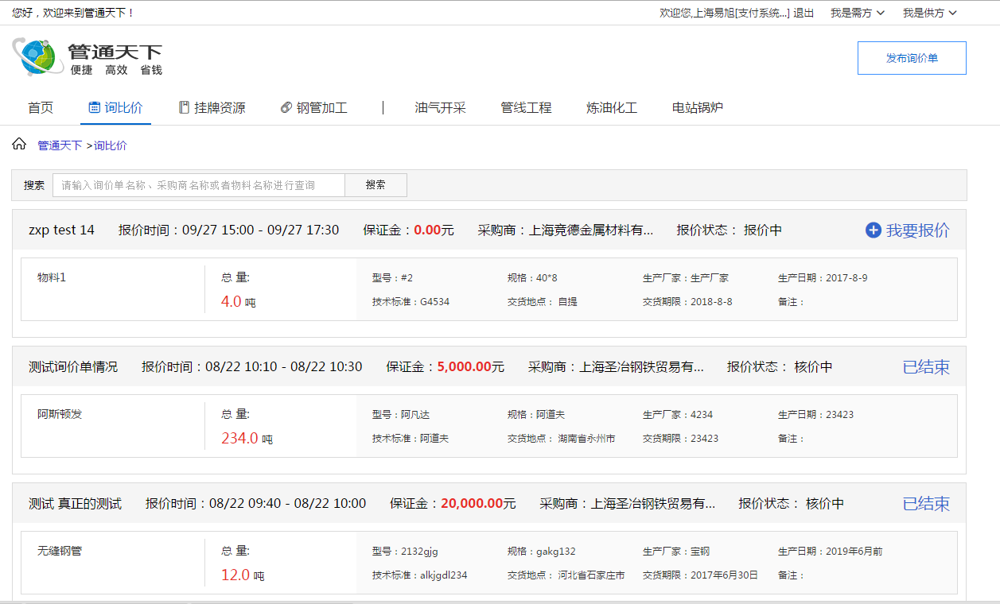 您好，欢迎来到管通天下！
欢迎您,上海易旭[支付系统...] 退出 我是需方 我是供方
管通天下
便捷 高效 省钱
发布询价单
首页 询比价 挂牌资源 钢管加工 | 油气开采 管线工程 炼油化工 电站锅炉
管通天下 >询比价
搜索 请输入询价单名称、采购商名称或者物料名称进行查询 搜索
zxp test 14 报价时间：09/27 15:00 - 09/27 17:30 保证金：0.00元 采购商：上海竞德金属材料有... 报价状态： 报价中 我要报价
物料1 总 量: 型号：#2 规格：40*8 生产厂家：生产厂家 生产日期：2017-8-9
4.0 吨 技术标准：G4534 交货地点： 自提 交货期限：2018-8-8 备注：
测试询价单情况 报价时间：08/22 10:10 - 08/22 10:30 保证金：5,000.00元 采购商：上海圣冶钢铁贸易有... 报价状态： 核价中 已结束
阿斯顿发 总 量: 型号：阿凡达 规格：阿道夫 生产厂家：4234 生产日期：23423
234.0 吨 技术标准：阿道夫 交货地点： 湖南省永州市 交货期限：23423 备注：
测试 真正的测试 报价时间：08/22 09:40 - 08/22 10:00 保证金：20,000.00元 采购商：上海圣冶钢铁贸易有... 报价状态： 核价中 已结束
无缝钢管 总 量: 型号：2132gjg 规格：gakg132 生产厂家：宝钢 生产日期：2019年6月前
12.0 吨 技术标准：alkjgdl234 交货地点： 河北省石家庄市 交货期限：2017年6月30日 备注：